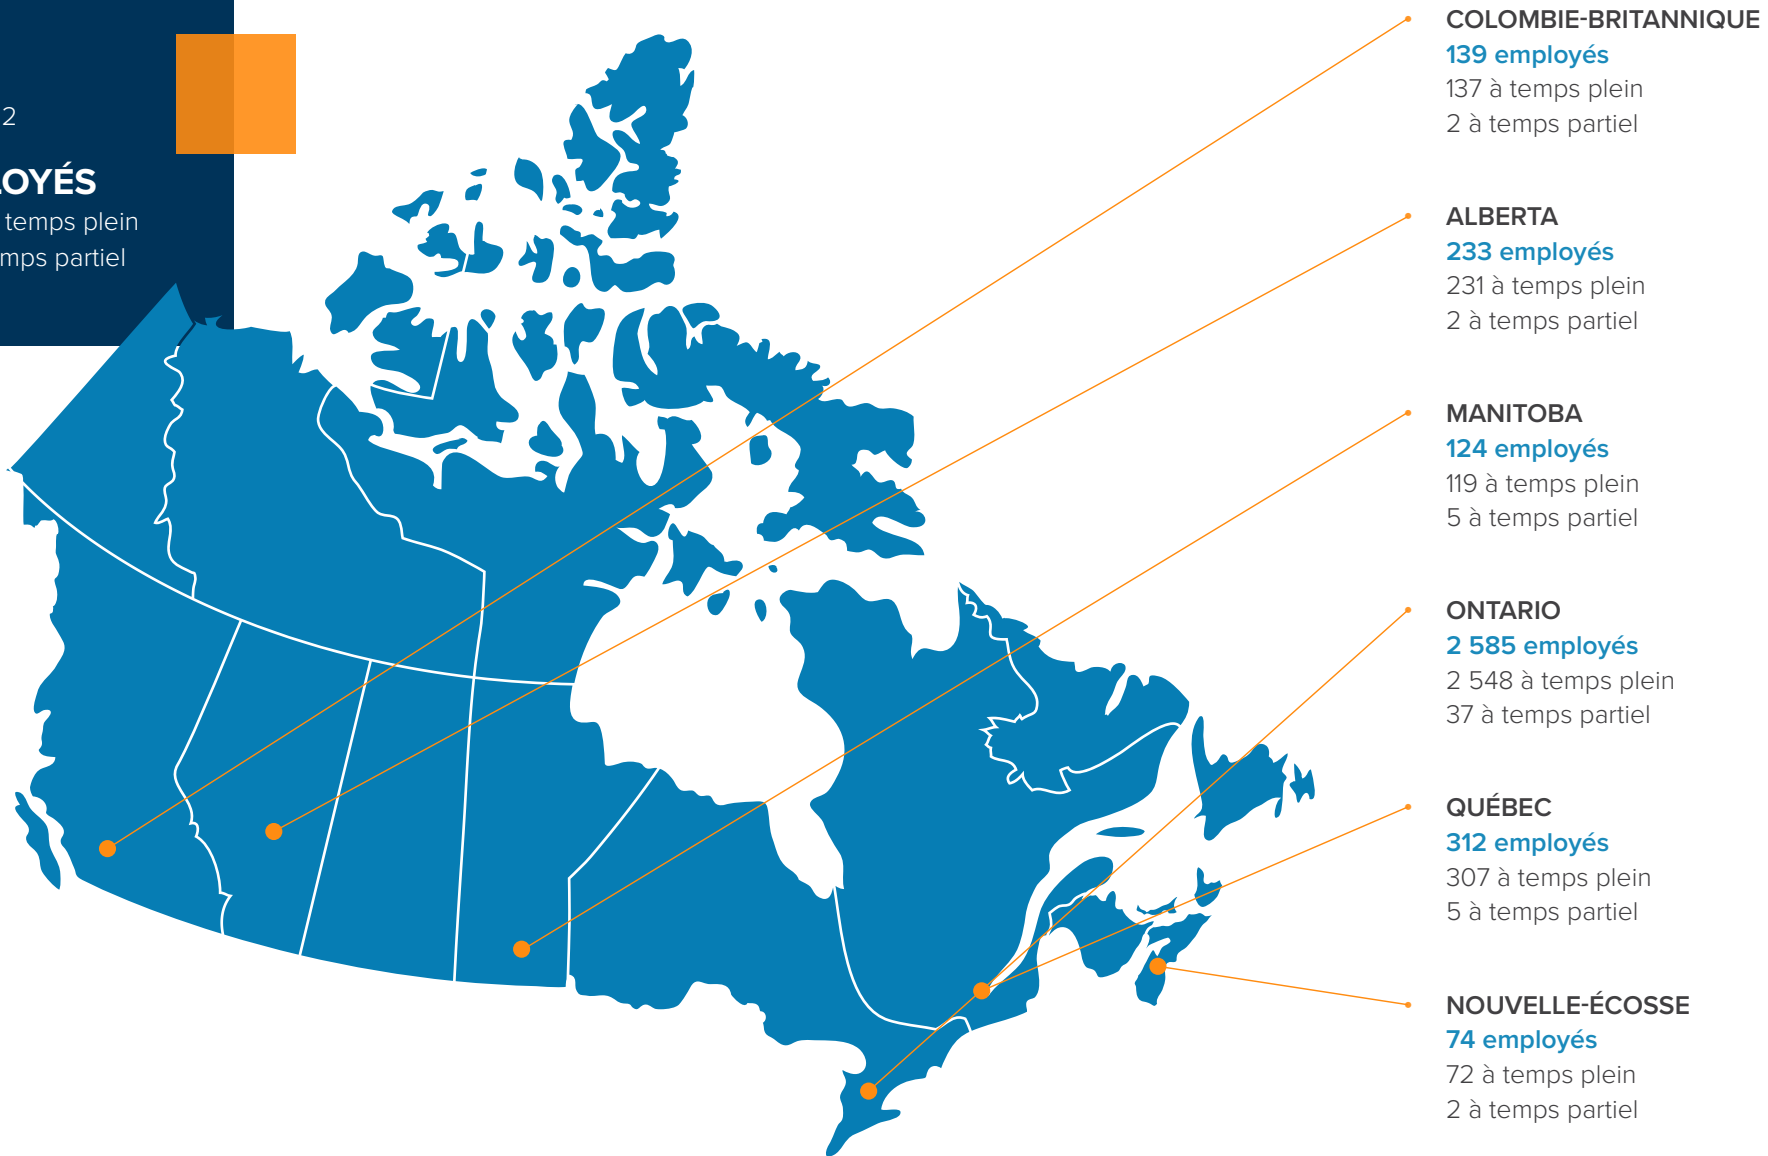 2
OYÉS
temps plein
temps partiel
COLOMBIE-BRITANNIQUE
139 employés
137 à temps plein
2 à temps partiel
ALBERTA
233 employés
231 à temps plein
2 à temps partiel
MANITOBA
124 employés
119 à temps plein
5 à temps partiel
ONTARIO
2 585 employés
2 548 à temps plein
37 à temps partiel
QUÉBEC
312 employés
307 à temps plein
5 à temps partiel
NOUVELLE-ÉCOSSE
74 employés
72 à temps plein
2 à temps partiel